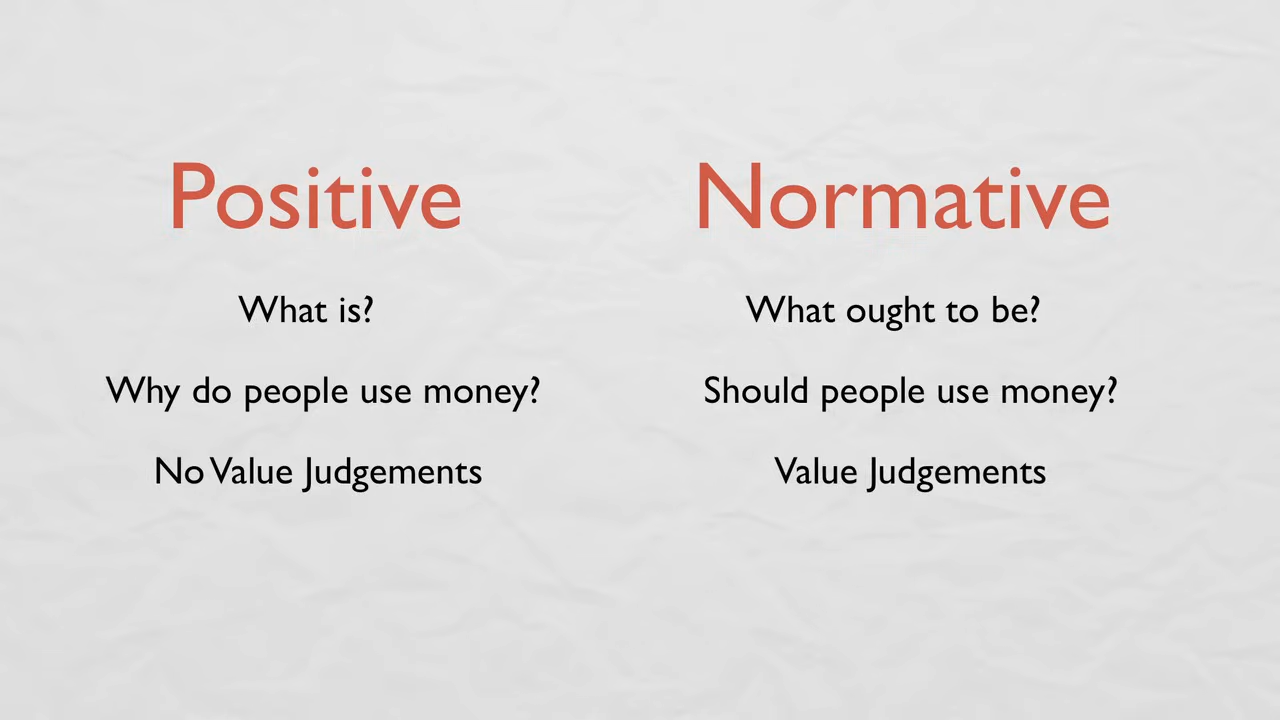 Positive
What is?
Why do people use money?
No Value Judgements
Normative
What ought to be?
Should people use money?
Value Judgements